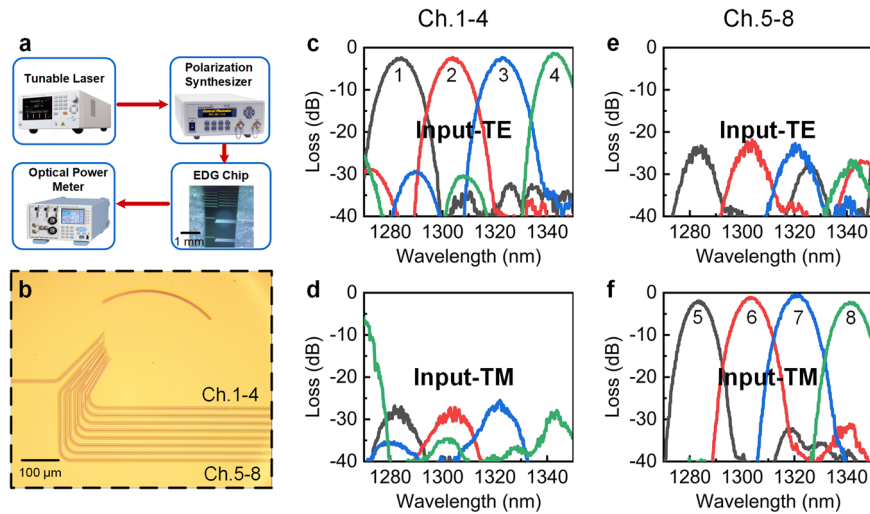 Ch.1-4
Ch.5-8
a
Tunable Laser
Polarization
Synthesizer
Optical Power
Meter
EDG Chip
1 mm
b
Ch.1-4
Ch.5-8
100 μm
c
0
-10
-20
-30
-40
Loss (dB)
1 2 3 4
Input-TE
1280 1300 1320 1340
Wavelength (nm)
e
0
-10
-20
-30
-40
Loss (dB)
Input-TE
1280 1300 1320 1340
Wavelength (nm)
d
0
-10
-20
-30
-40
Loss (dB)
Input-TM
1280 1300 1320 1340
Wavelength (nm)
f
0
-10
-20
-30
-40
Loss (dB)
5 6 7 8
Input-TM
1280 1300 1320 1340
Wavelength (nm)